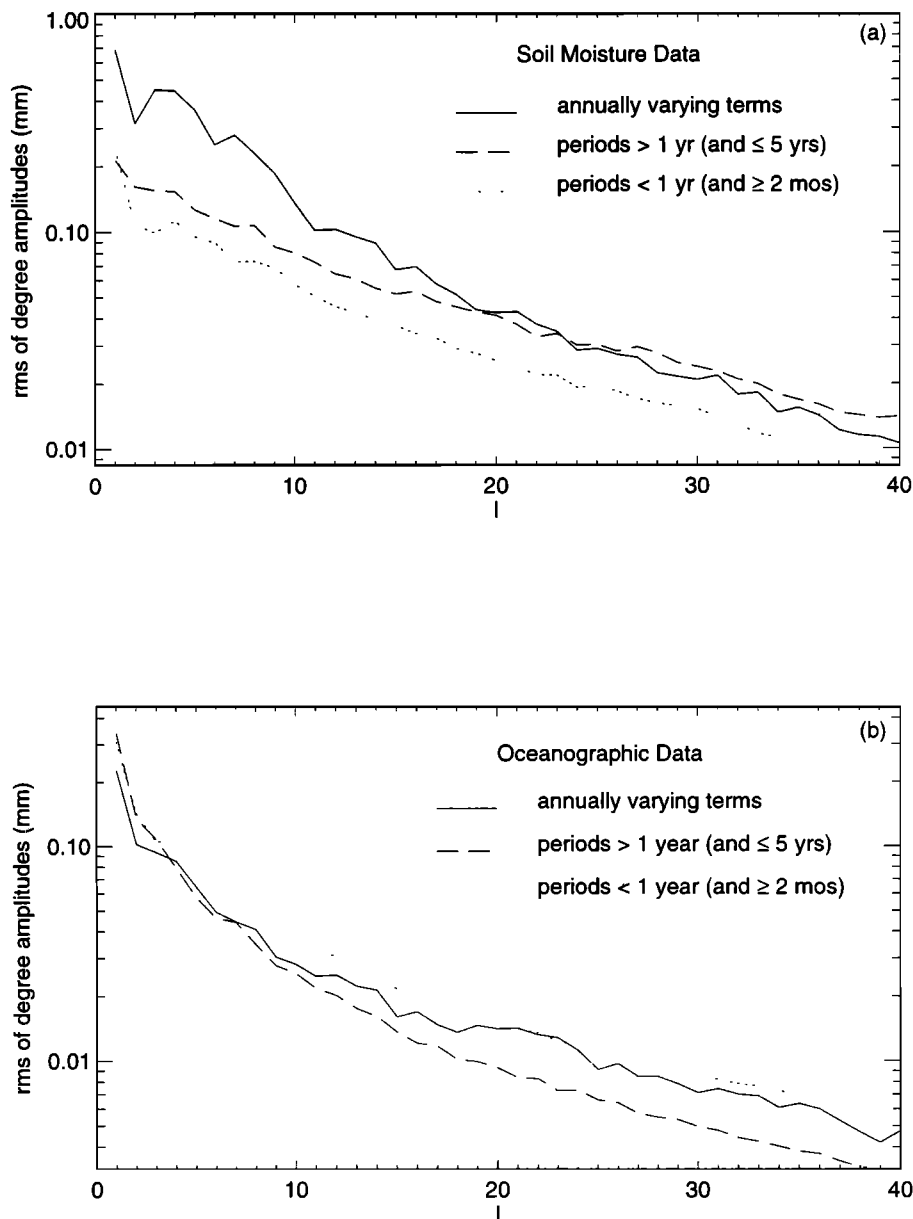 (a)
Soil Moisture Data
annually varying terms
periods > 1 yr (and ≤ 5 yrs)
periods < 1 yr (and ≥ 2 mos)
rms of degree amplitudes (mm)
1.00
0.10
0.01
0 10 20 30 40
l
(b)
Oceanographic Data
annually varying terms
periods > 1 year (and ≤ 5 yrs)
periods < 1 year (and ≥ 2 mos)
rms of degree amplitudes (mm)
0.10
0.01
0 10 20 30 40
l